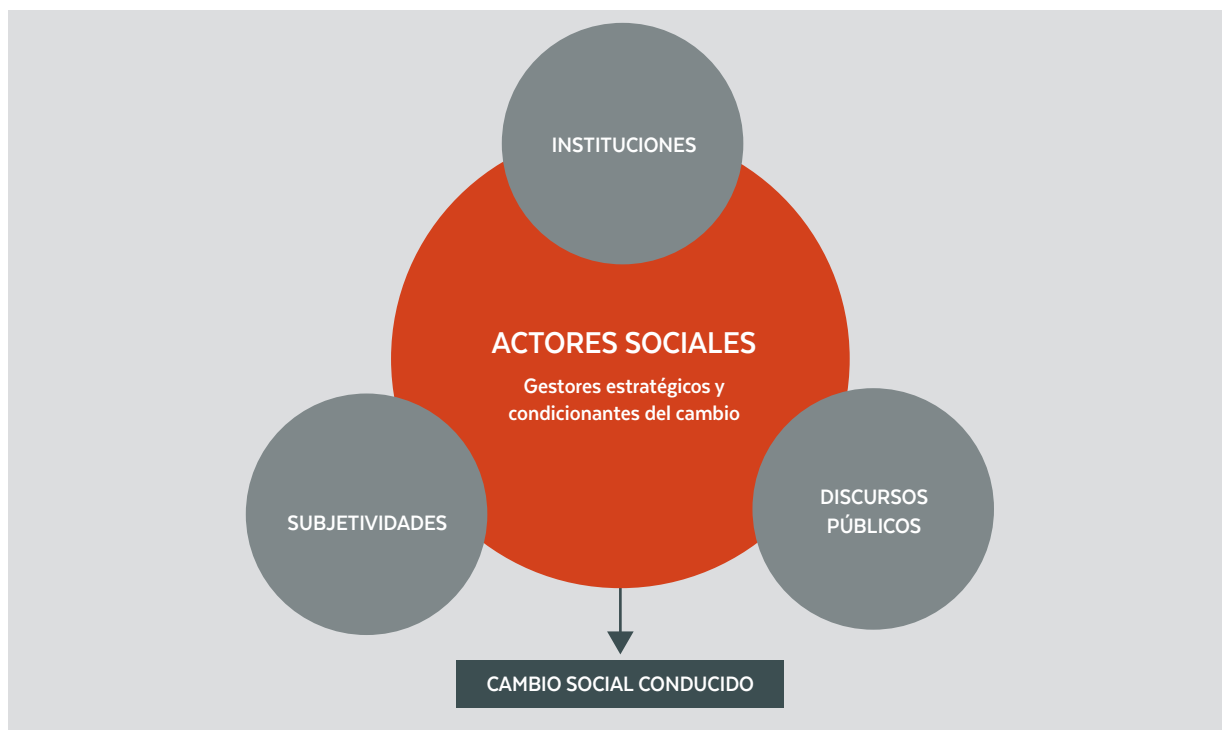 INSTITUCIONES
ACTORES SOCIALES
Gestores estratégicos y
condicionantes del cambio
SUBJETIVIDADES
DISCURSOS
PÚBLICOS
CAMBIO SOCIAL CONDUCIDO